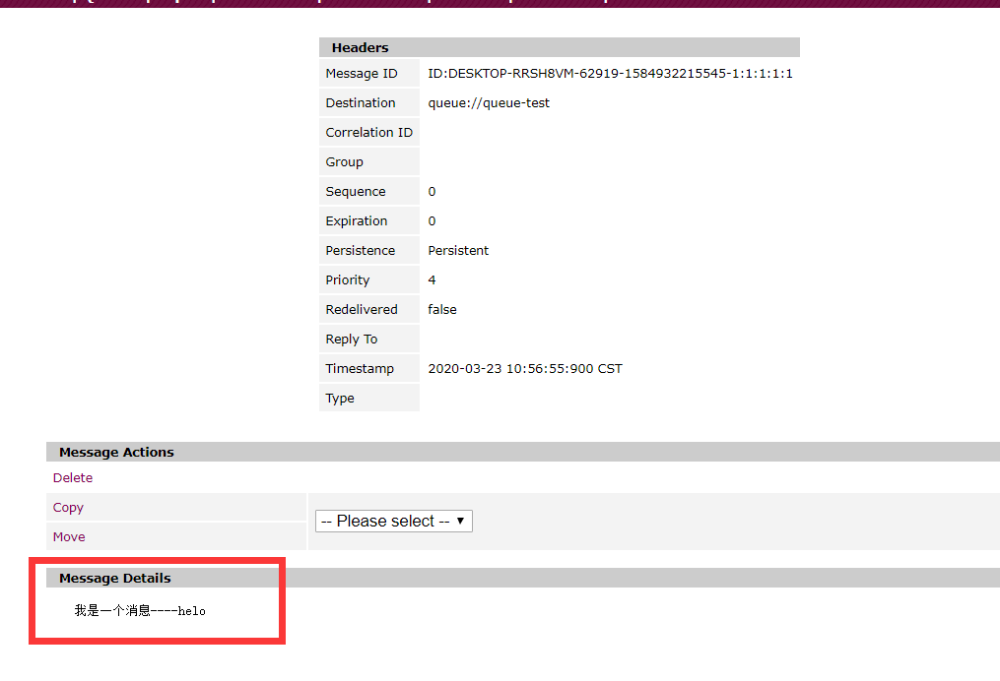 Headers
Message ID ID:DESKTOP-RRSH8VM-62919-1584932215545-1:1:1:1:1
Destination queue://queue-test
Correlation ID
Group
Sequence 0
Expiration 0
Persistence Persistent
Priority 4
Redelivered false
Reply To
Timestamp 2020-03-23 10:56:55:900 CST
Type
Message Actions
Delete
Copy
-- Please select --
Move
Message Details
我是一个消息----helo